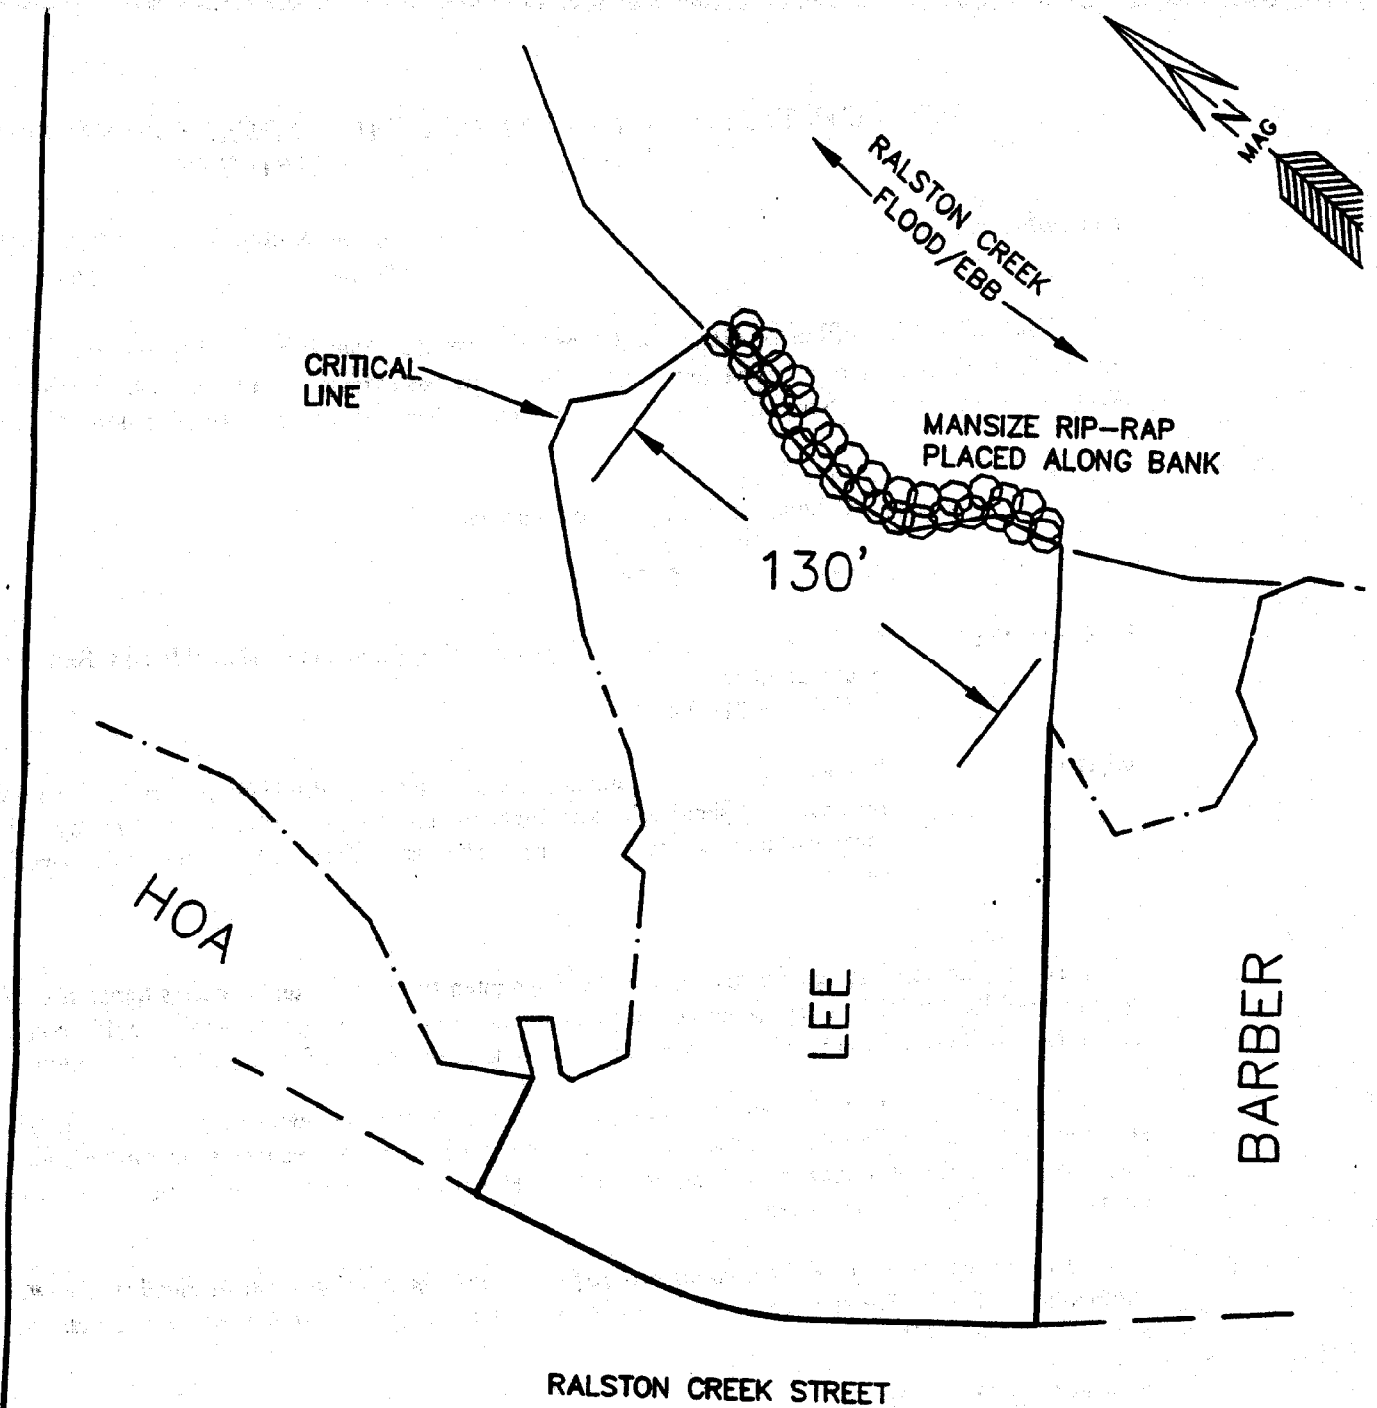 N
MAG
RALSTON CREEK
FLOOD/EBB
CRITICAL
LINE
MANSIZE RIP-RAP
PLACED ALONG BANK
130'
HOA
LEE
BARBER
RALSTON CREEK STREET